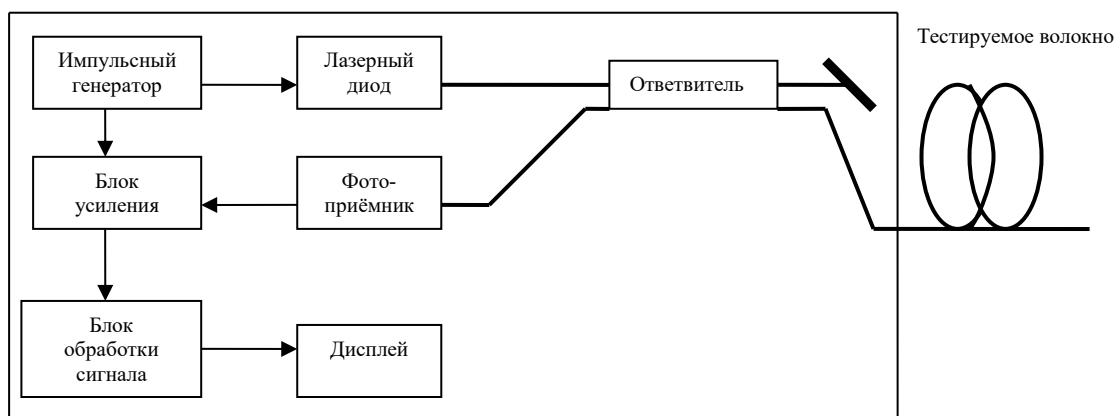 Тестируемое волокно
Импульсный
генератор
Лазерный
диод
Ответвитель
Блок
усиления
Фото-
приёмник
Блок
обработки
сигнала
Дисплей